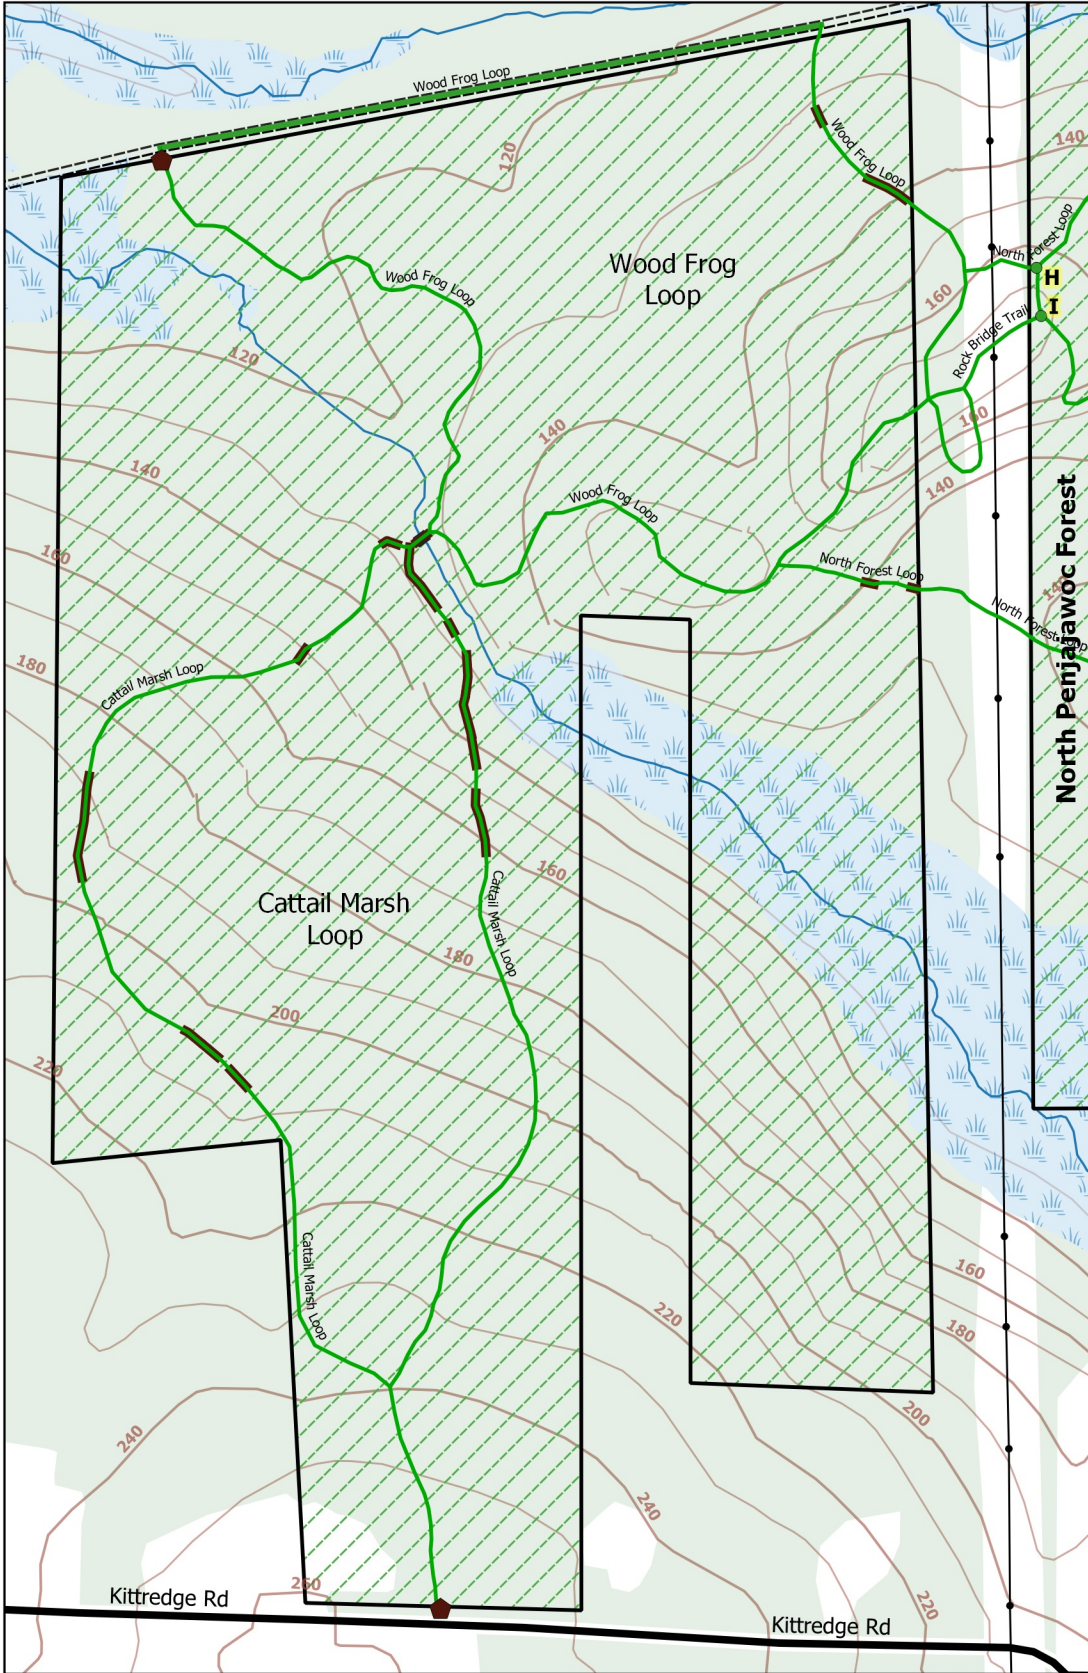 Wood Frog Loop
120
Wood Frog Loop
140
North Forest Loop
Wood Frog
Loop
Wood Frog Loop
H
160
I
Rock Bridge Trail
120
160
140
140
140
Wood Frog Loop
160
North Forest Loop
140
North Forest Loop
North Penjajawoc Forest
180
Cattail Marsh Loop
160
Cattail Marsh
Loop
Cattail Marsh Loop
180
200
220
Cattail Marsh Loop
160
220
180
200
240
240
260
Kittredge Rd
220
Kittredge Rd